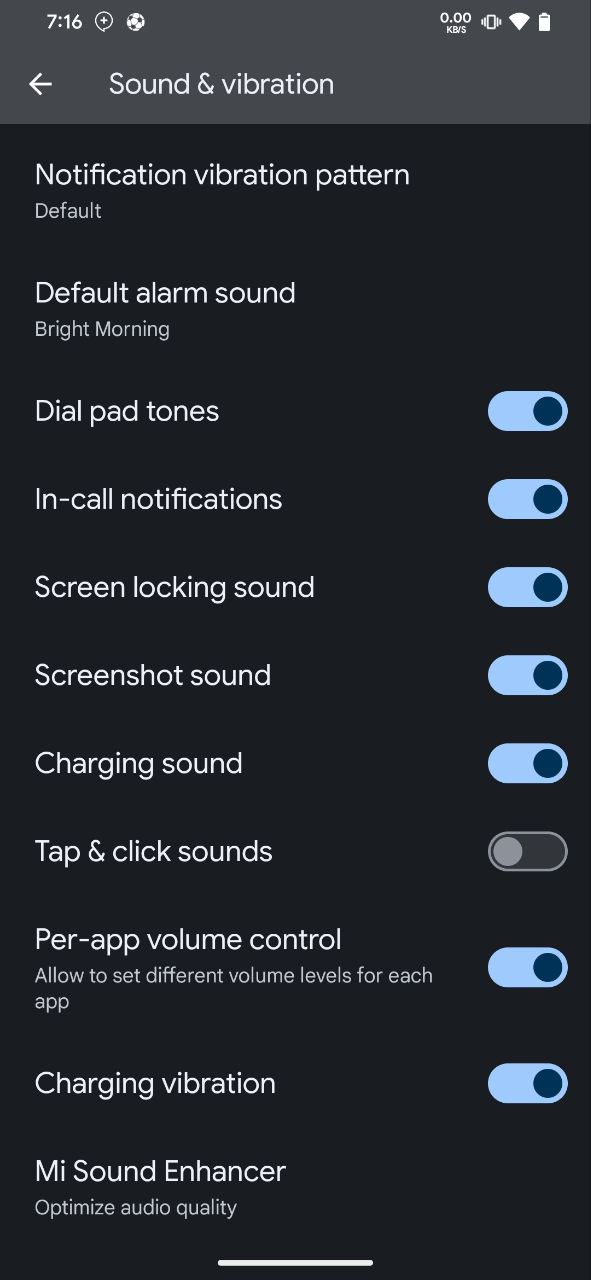 7:16
0.00
KB/S
Sound & vibration
Notification vibration pattern
Default
Default alarm sound
Bright Morning
Dial pad tones
In-call notifications
Screen locking sound
Screenshot sound
Charging sound
Tap & click sounds
Per-app volume control
Allow to set different volume levels for each
app
Charging vibration
Mi Sound Enhancer
Optimize audio quality